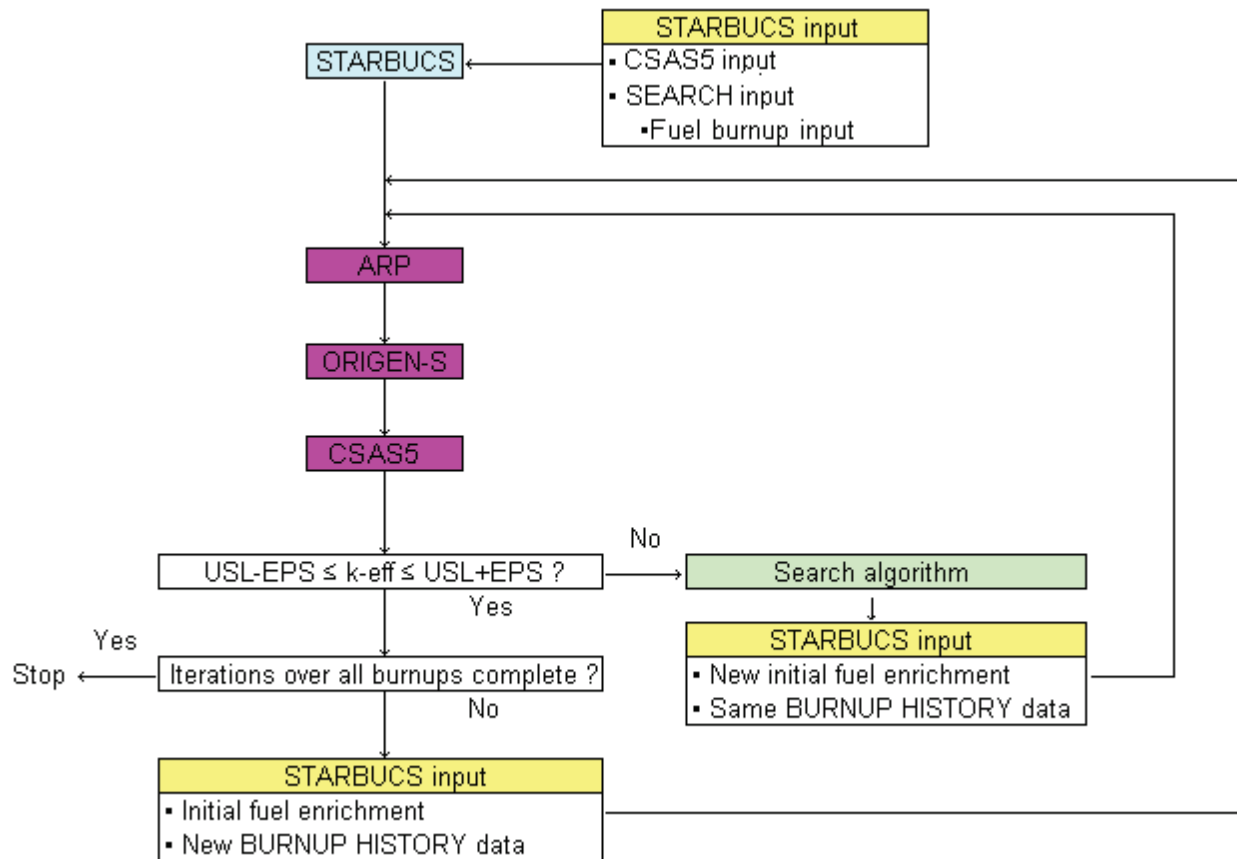 STARBUCS input
STARBUCS
▪ CSAS5 input
▪ SEARCH input
▪Fuel burnup input
ARP
ORIGEN-S
CSAS5
USL-EPS ≤ k-eff ≤ USL+EPS ?
No
Search algorithm
Yes
STARBUCS input
▪ New initial fuel enrichment
▪ Same BURNUP HISTORY data
Yes
Stop
Iterations over all burnups complete ?
No
STARBUCS input
▪ Initial fuel enrichment
▪ New BURNUP HISTORY data